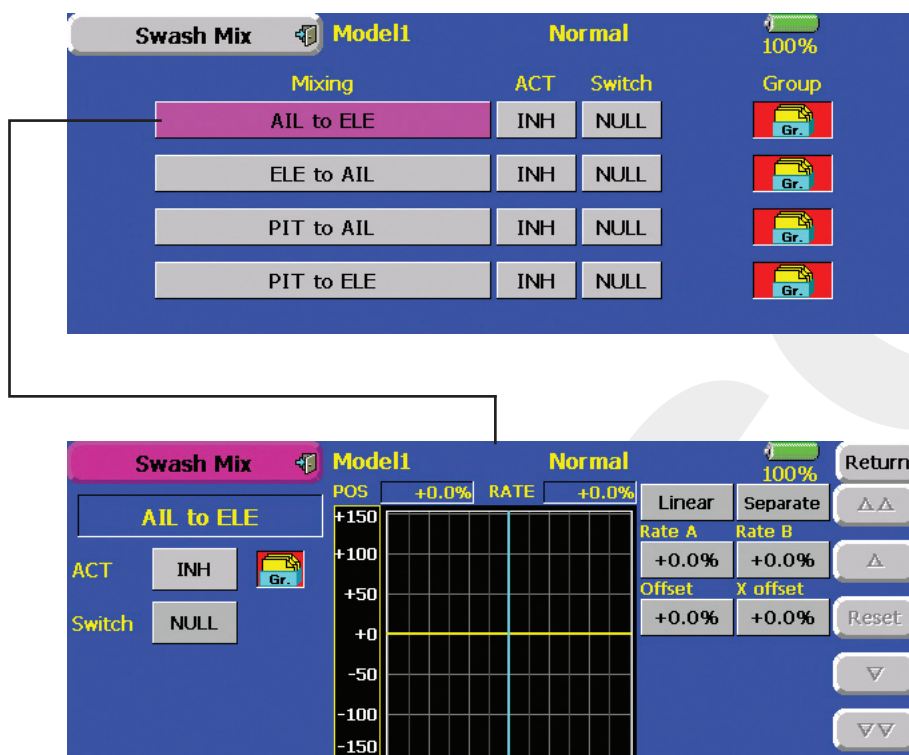 Swash Mix Model1 Normal 100%
Mixing ACT Switch Group
AIL to ELE INH NULL Gr.
ELE to AIL INH NULL Gr.
PIT to AIL INH NULL Gr.
PIT to ELE INH NULL Gr.
Swash Mix Model1 Normal 100% Return
AIL to ELE
ACT INH Gr.
Switch NULL
POS +0.0% RATE +0.0%
+150
+100
+50
+0
-50
-100
-150
Linear Separate
Rate A Rate B
+0.0% +0.0%
Offset X offset
+0.0% +0.0%
Reset